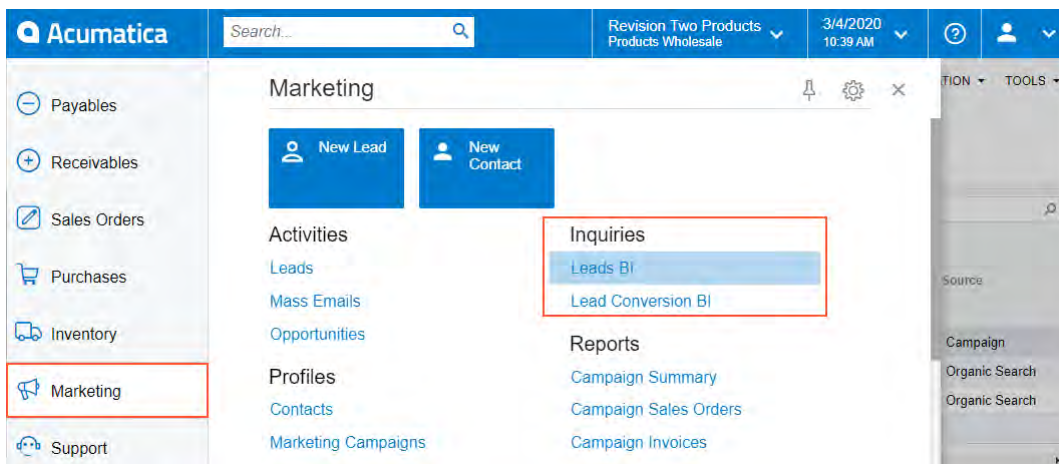 Acumatica
Search...
Revision Two Products
Products Wholesale
3/4/2020
10:39 AM
Payables
Receivables
Sales Orders
Purchases
Inventory
Marketing
Support
Marketing
New Lead
New
Contact
Activities
Leads
Mass Emails
Opportunities
Profiles
Contacts
Marketing Campaigns
Inquiries
Leads BI
Lead Conversion BI
Reports
Campaign Summary
Campaign Sales Orders
Campaign Invoices
TION TOOLS
Source
Campaign
Organic Search
Organic Search